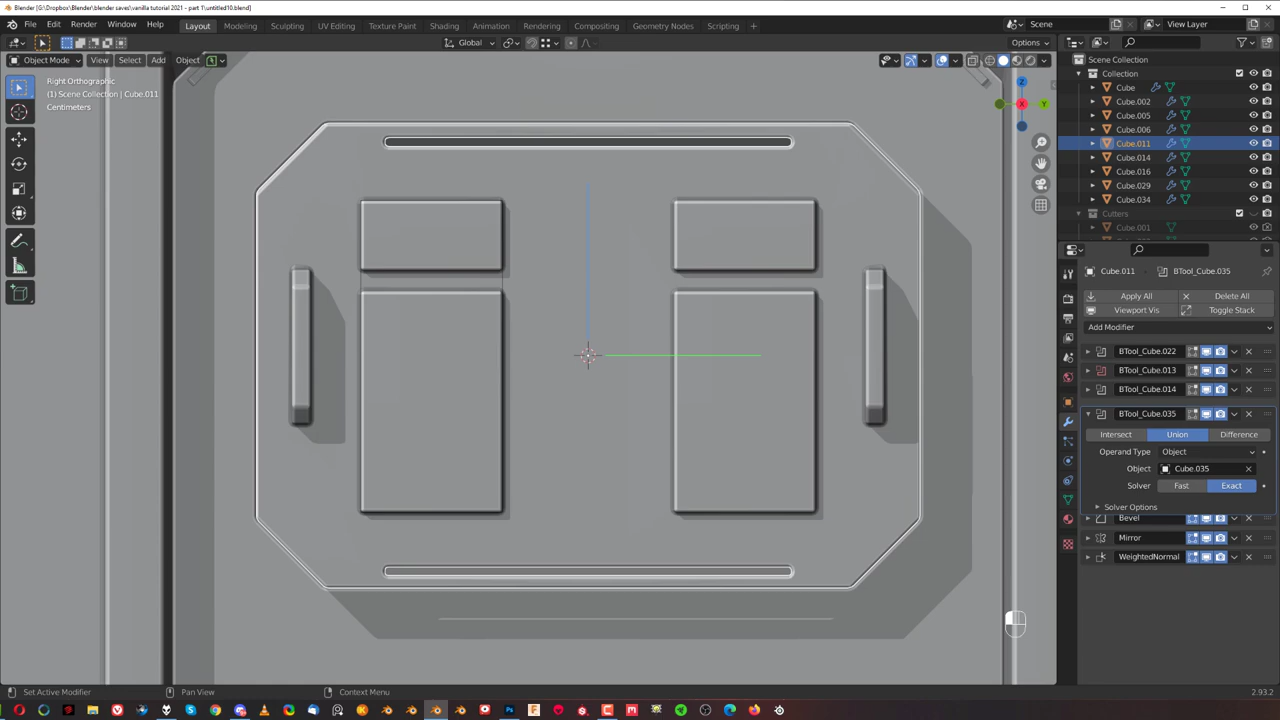 Blender [G:\Dropbox\Blender\blender saves\vanilla tutorial 2021 - part 1\untitled10.blend]
File Edit Render Window Help
Layout Modeling Sculpting UV Editing Texture Paint Shading Animation Rendering Compositing Geometry Nodes Scripting +
Scene
View Layer
Global
Options
Object Mode View Select Add Object
Right Orthographic
(1) Scene Collection | Cube.011
Centimeters
Z
X
Y
Scene Collection
Collection
Cube
Cube.002
Cube.005
Cube.006
Cube.011
Cube.014
Cube.016
Cube.029
Cube.034
Cutters
Cube.001
Cube.011
BTool_Cube.035
Apply All
Delete All
Viewport Vis
Toggle Stack
Add Modifier
BTool_Cube.022
BTool_Cube.013
BTool_Cube.014
BTool_Cube.035
Intersect Union Difference
Operand Type Object
Object Cube.035
Solver Fast Exact
Solver Options
Bevel
Mirror
WeightedNormal
Set Active Modifier
Pan View
Context Menu
2.93.2